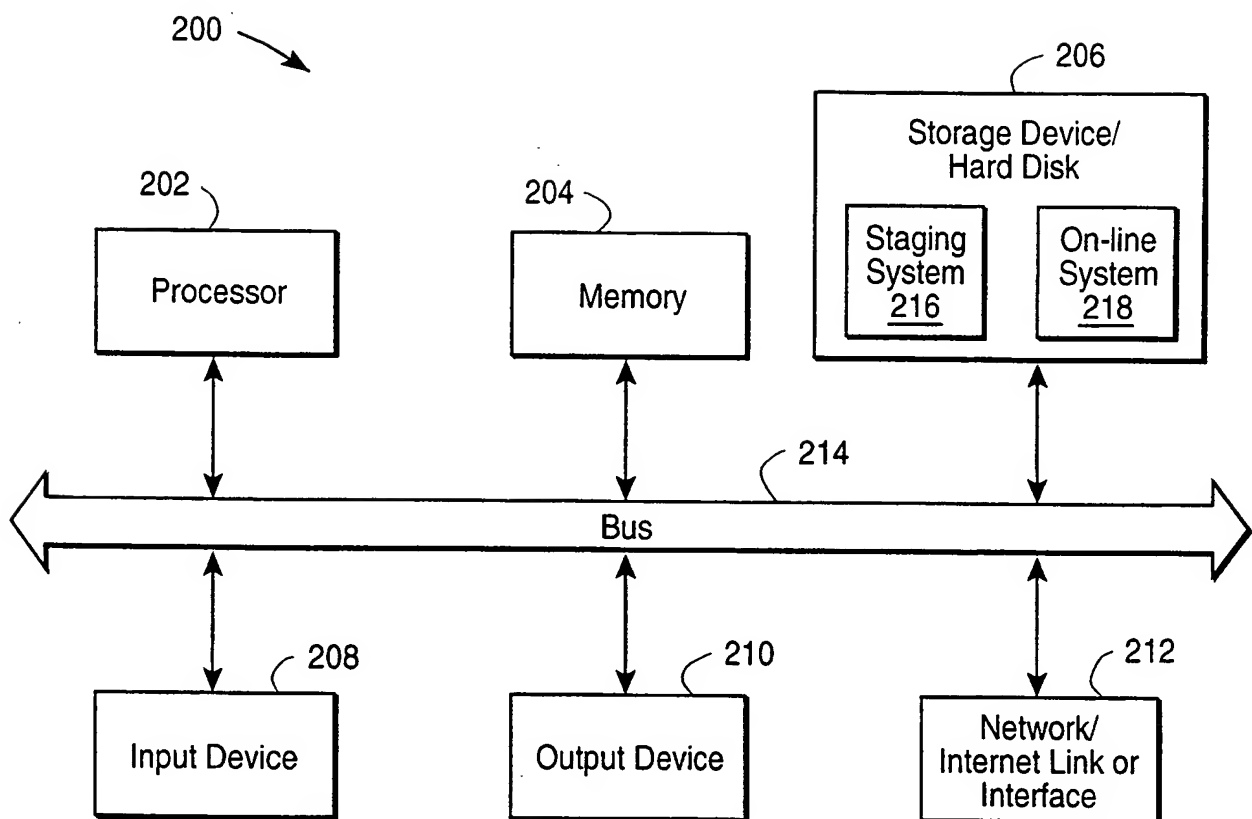 200
206
Storage Device/
Hard Disk
202
204
Processor
Memory
Staging
System
216
On-line
System
218
214
Bus
208
210
212
Input Device
Output Device
Network/
Internet Link or
Interface